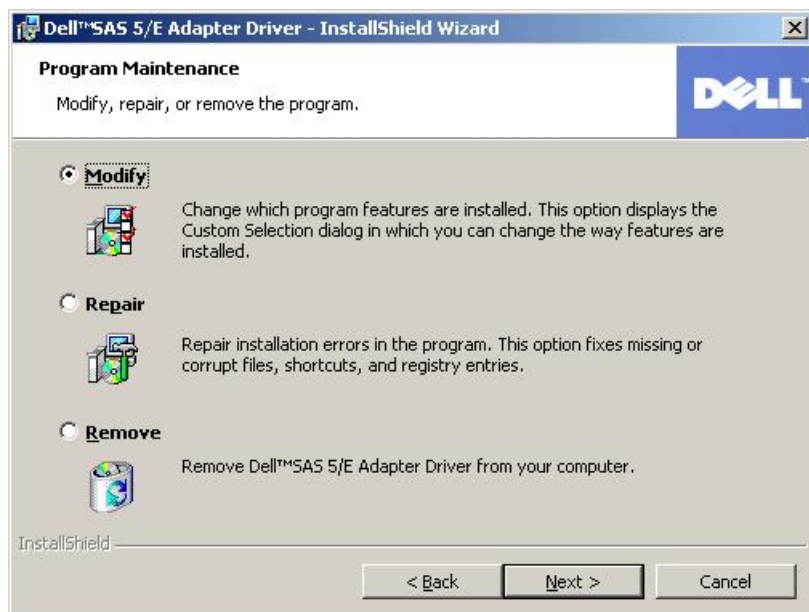 Dell™SAS 5/E Adapter Driver - InstallShield Wizard
Program Maintenance
Modify, repair, or remove the program.
DELL™
Modify
Change which program features are installed. This option displays the
Custom Selection dialog in which you can change the way features are
installed.
Repair
Repair installation errors in the program. This option fixes missing or
corrupt files, shortcuts, and registry entries.
Remove
Remove Dell™SAS 5/E Adapter Driver from your computer.
InstallShield
< Back
Next >
Cancel